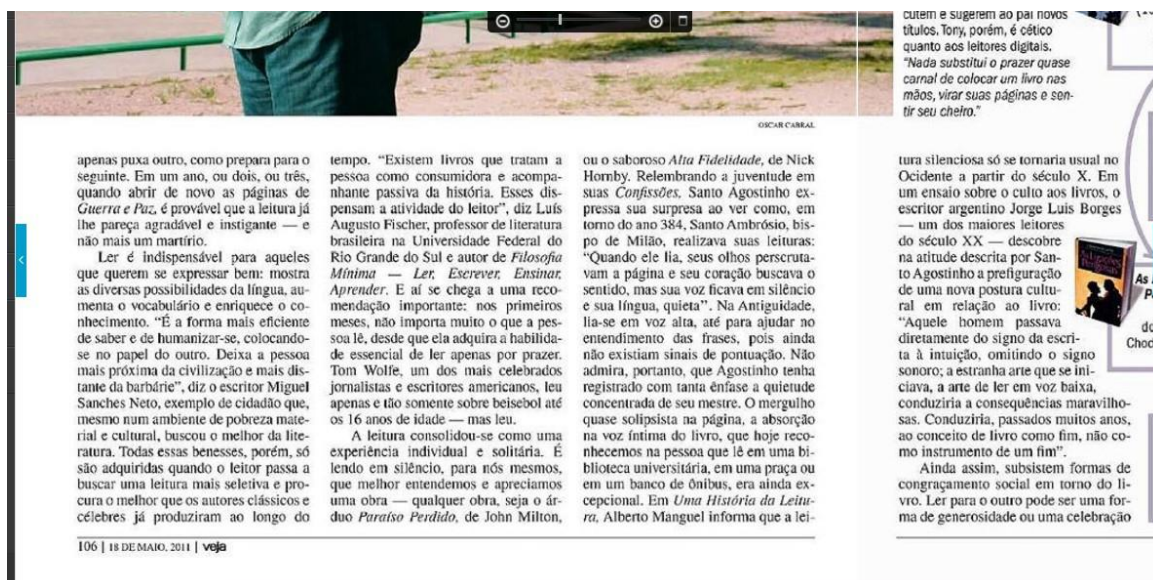 OSCAR CABRAL
apenas puxa outro, como prepara para o
seguinte. Em um ano, ou dois, ou três,
quando abrir de novo as páginas de
Guerra e Paz, é provável que a leitura já
lhe pareça agradável e instigante — e
não mais um martírio.
Ler é indispensável para aqueles
que querem se expressar bem: mostra
as diversas possibilidades da língua, au-
menta o vocabulário e enriquece o co-
nhecimento. “É a forma mais eficiente
de saber e de humanizar-se, colocando-
se no papel do outro. Deixa a pessoa
mais próxima da civilização e mais dis-
tante da barbárie”, diz o escritor Miguel
Sanches Neto, exemplo de cidadão que,
mesmo num ambiente de pobreza mate-
rial e cultural, buscou o melhor da lite-
ratura. Todas essas benesses, porém, só
são adquiridas quando o leitor passa a
buscar uma leitura mais seletiva e pro-
cura o melhor que os autores clássicos e
célebres já produziram ao longo do
tempo. “Existem livros que tratam a
pessoa como consumidora e acompa-
nhante passiva da história. Esses dis-
pensam a atividade do leitor”, diz Luís
Augusto Fischer, professor de literatura
brasileira na Universidade Federal do
Rio Grande do Sul e autor de Filosofia
Mínima — Ler, Escrever, Ensinar,
Aprender. E aí se chega a uma reco-
mendação importante: nos primeiros
meses, não importa muito o que a pes-
soa lê, desde que ela adquira a habilida-
de essencial de ler apenas por prazer.
Tom Wolfe, um dos mais celebrados
jornalistas e escritores americanos, leu
apenas e tão somente sobre beisebol até
os 16 anos de idade — mas leu.
A leitura consolidou-se como uma
experiência individual e solitária. É
lendo em silêncio, para nós mesmos,
que melhor entendemos e apreciamos
uma obra — qualquer obra, seja o ár-
duo Paraíso Perdido, de John Milton,
ou o saboroso Alta Fidelidade, de Nick
Hornby. Relembrando a juventude em
suas Confissões, Santo Agostinho ex-
pressa sua surpresa ao ver como, em
torno do ano 384, Santo Ambrósio, bis-
po de Milão, realizava suas leituras:
“Quando ele lia, seus olhos perscruta-
vam a página e seu coração buscava o
sentido, mas sua voz ficava em silêncio
e sua língua, quieta”. Na Antiguidade,
lia-se em voz alta, até para ajudar no
entendimento das frases, pois ainda
não existiam sinais de pontuação. Não
admira, portanto, que Agostinho tenha
registrado com tanta ênfase a quietude
concentrada de seu mestre. O mergulho
quase solipsista na página, a absorção
na voz íntima do livro, que hoje reco-
nhecemos na pessoa que lê em uma bi-
blioteca universitária, em uma praça ou
em um banco de ônibus, era ainda ex-
cepcional. Em Uma História da Leitu-
ra, Alberto Manguel informa que a lei-
106 | 18 DE MAIO, 2011 | veja
cutem e sugerem ao pai novos
títulos. Tony, porém, é cético
quanto aos leitores digitais.
“Nada substitui o prazer quase
carnal de colocar um livro nas
mãos, virar suas páginas e sen-
tir seu cheiro.”
tura silenciosa só se tornaria usual no
Ocidente a partir do século X. Em
um ensaio sobre o culto aos livros, o
escritor argentino Jorge Luis Borges
— um dos maiores leitores
do século XX — descobre
na atitude descrita por San-
to Agostinho a prefiguração
de uma nova postura cultu-
ral em relação ao livro:
“Aquele homem passava
diretamente do signo da escri-
ta à intuição, omitindo o signo
sonoro; a estranha arte que se ini-
ciava, a arte de ler em voz baixa,
conduziria a consequências maravilho-
sas. Conduziria, passados muitos anos,
ao conceito de livro como fim, não co-
mo instrumento de um fim”.
Ainda assim, subsistem formas de
congraçamento social em torno do li-
vro. Ler para o outro pode ser uma for-
ma de generosidade ou uma celebração
As
Chod